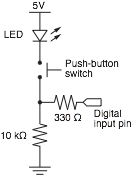 5V
LED
Push-button
switch
330 Ω
Digital
input pin
10 kΩ